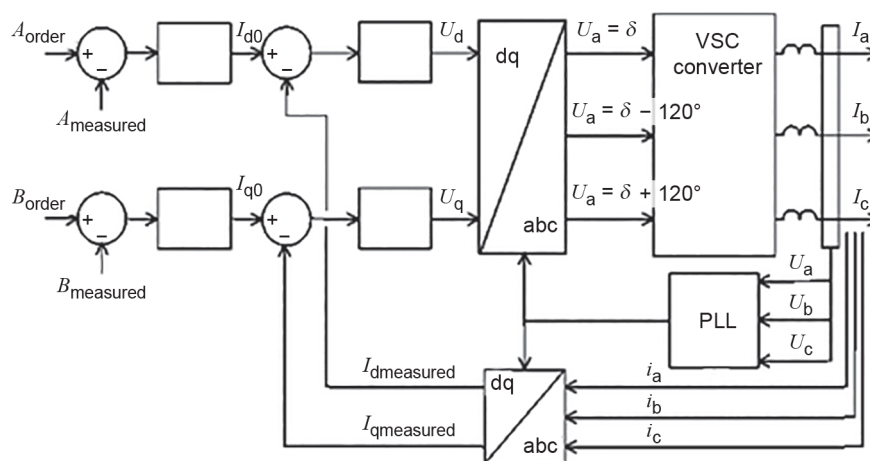 A_order
I_d0
U_d
dq
U_a = δ
VSC
converter
I_a
A_measured
U_a = δ − 120°
I_b
B_order
I_q0
U_q
abc
U_a = δ + 120°
I_c
B_measured
PLL
U_a
U_b
U_c
I_dmeasured
dq
i_a
i_b
I_qmeasured
abc
i_c
+
−
+
−
+
−
+
−